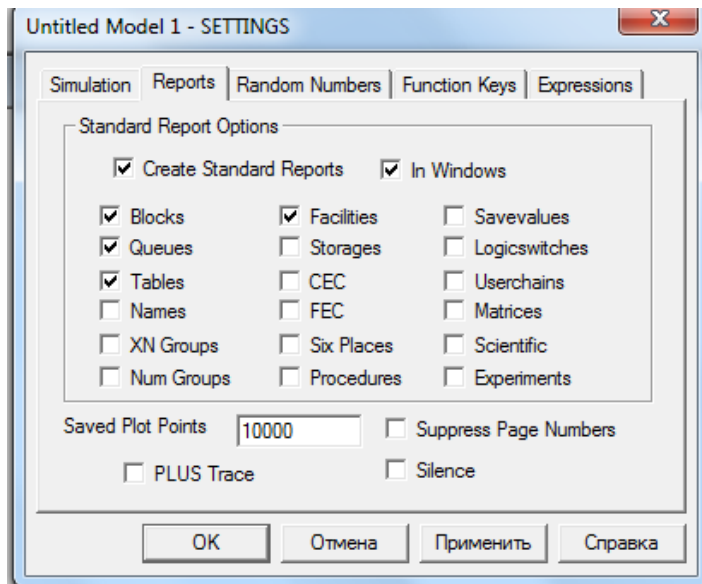 Untitled Model 1 - SETTINGS
Simulation Reports Random Numbers Function Keys Expressions
Standard Report Options
Create Standard Reports In Windows
Blocks Facilities Savevalues
Queues Storages Logicswitches
Tables CEC Userchains
Names FEC Matrices
XN Groups Six Places Scientific
Num Groups Procedures Experiments
Saved Plot Points 10000 Suppress Page Numbers
PLUS Trace Silence
OK Отмена Применить Справка